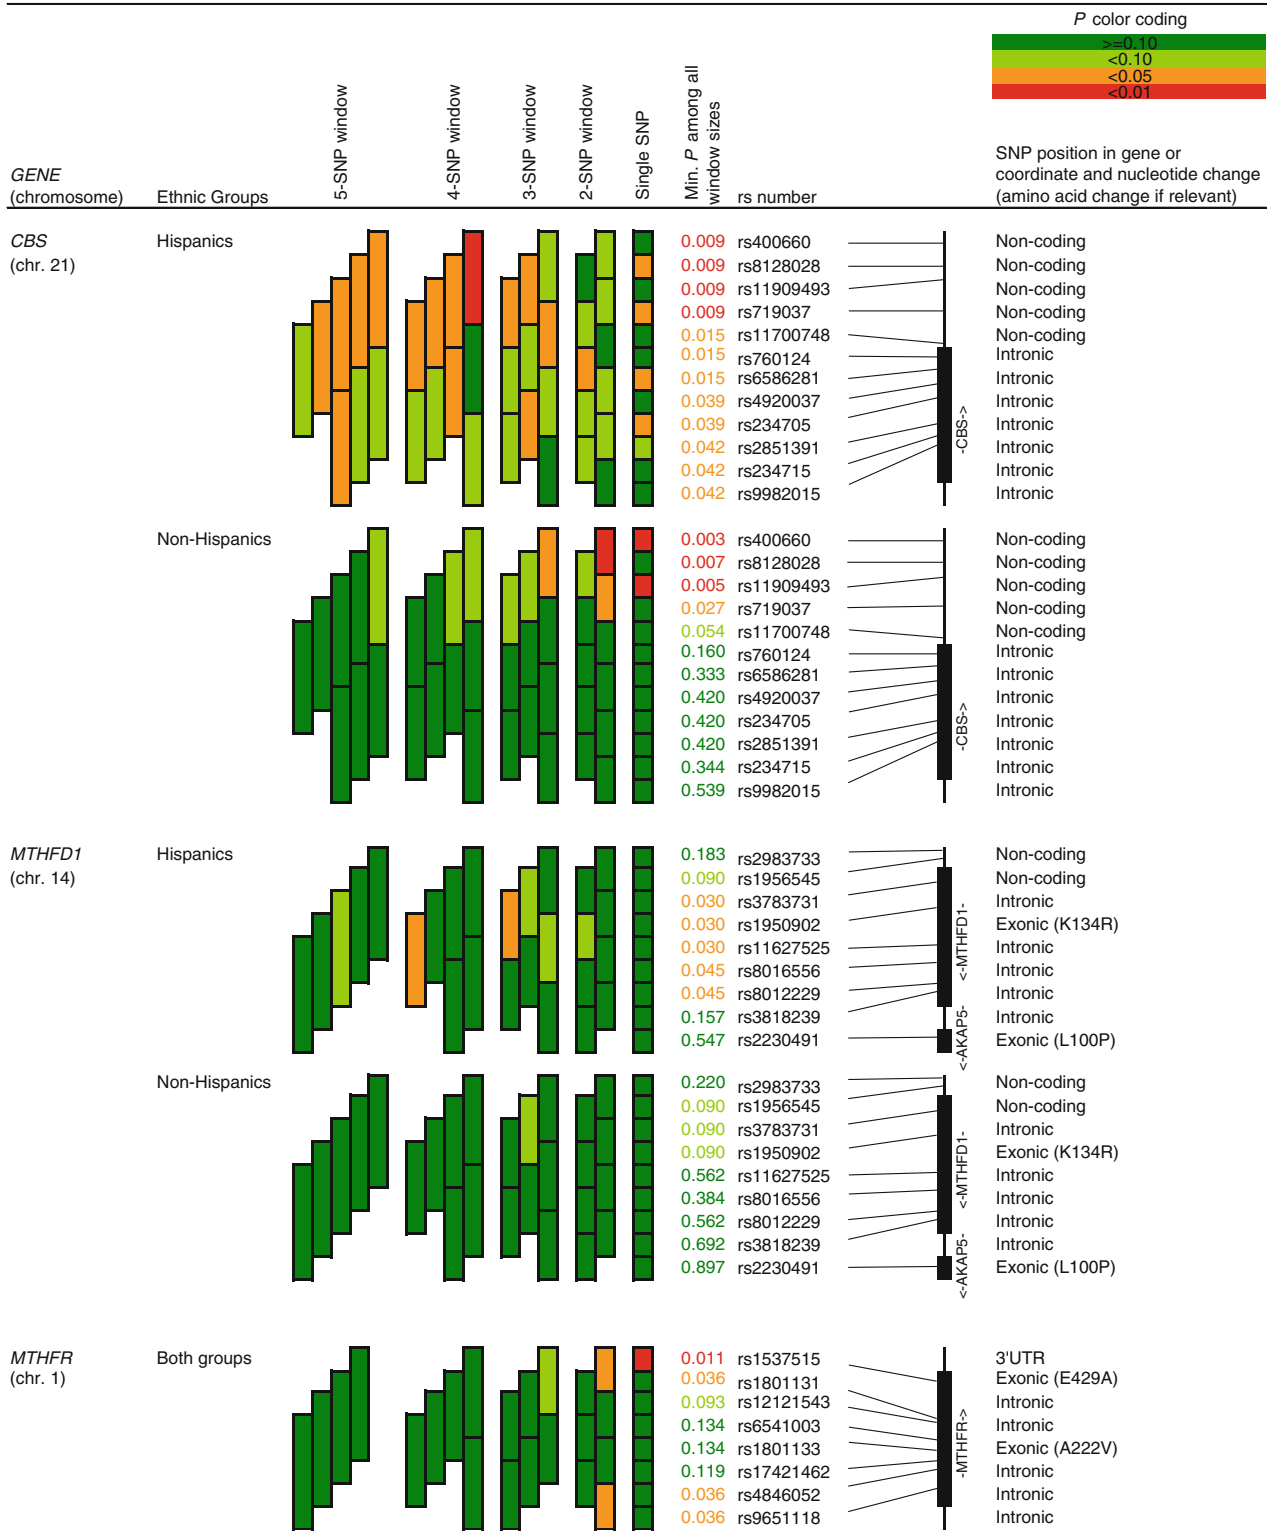 P color coding
>=0.10
<0.10
<0.05
<0.01
GENE
(chromosome)
Ethnic Groups
5-SNP window
4-SNP window
3-SNP window
2-SNP window
Single SNP
Min. P among all
window sizes
rs number
SNP position in gene or
coordinate and nucleotide change
(amino acid change if relevant)
CBS
(chr. 21)
Hispanics
0.009 rs400660 Non-coding
0.009 rs8128028 Non-coding
0.009 rs11909493 Non-coding
0.009 rs719037 Non-coding
0.015 rs11700748 Non-coding
0.015 rs760124 Intronic
0.015 rs6586281 Intronic
0.039 rs4920037 Intronic
0.039 rs234705 Intronic
0.042 rs2851391 Intronic
0.042 rs234715 Intronic
0.042 rs9982015 Intronic
-CBS->
Non-Hispanics
0.003 rs400660 Non-coding
0.007 rs8128028 Non-coding
0.005 rs11909493 Non-coding
0.027 rs719037 Non-coding
0.054 rs11700748 Non-coding
0.160 rs760124 Intronic
0.333 rs6586281 Intronic
0.420 rs4920037 Intronic
0.420 rs234705 Intronic
0.420 rs2851391 Intronic
0.344 rs234715 Intronic
0.539 rs9982015 Intronic
-CBS->
MTHFD1
(chr. 14)
Hispanics
0.183 rs2983733 Non-coding
0.090 rs1956545 Non-coding
0.030 rs3783731 Intronic
0.030 rs1950902 Exonic (K134R)
0.030 rs11627525 Intronic
0.045 rs8016556 Intronic
0.045 rs8012229 Intronic
0.157 rs3818239 Intronic
0.547 rs2230491 Exonic (L100P)
<-MTHFD1-
<-AKAP5-
Non-Hispanics
0.220 rs2983733 Non-coding
0.090 rs1956545 Non-coding
0.090 rs3783731 Intronic
0.090 rs1950902 Exonic (K134R)
0.562 rs11627525 Intronic
0.384 rs8016556 Intronic
0.562 rs8012229 Intronic
0.692 rs3818239 Intronic
0.897 rs2230491 Exonic (L100P)
<-MTHFD1-
<-AKAP5-
MTHFR
(chr. 1)
Both groups
0.011 rs1537515 3'UTR
0.036 rs1801131 Exonic (E429A)
0.093 rs12121543 Intronic
0.134 rs6541003 Intronic
0.134 rs1801133 Exonic (A222V)
0.119 rs17421462 Intronic
0.036 rs4846052 Intronic
0.036 rs9651118 Intronic
-MTHFR->